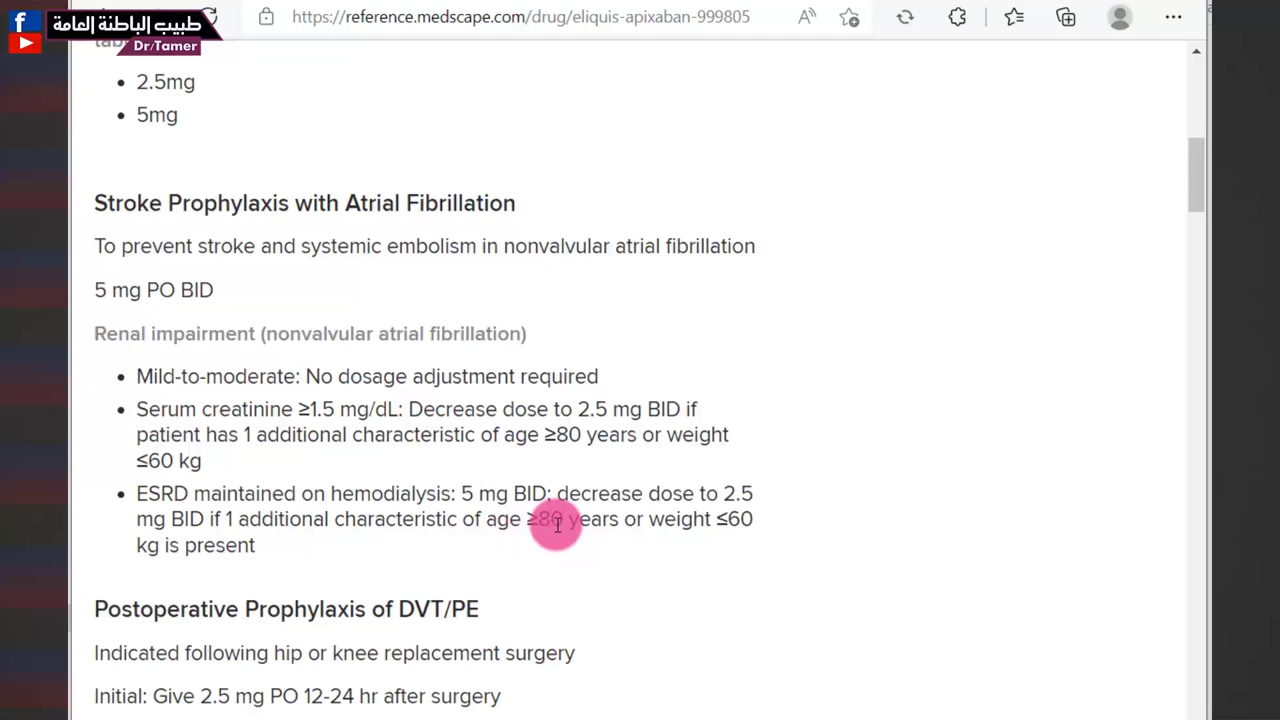 طبيب الباطنة العامة
Dr/Tamer
https://reference.medscape.com/drug/eliquis-apixaban-999805
2.5mg
5mg
Stroke Prophylaxis with Atrial Fibrillation
To prevent stroke and systemic embolism in nonvalvular atrial fibrillation
5 mg PO BID
Renal impairment (nonvalvular atrial fibrillation)
Mild-to-moderate: No dosage adjustment required
Serum creatinine ≥1.5 mg/dL: Decrease dose to 2.5 mg BID if
patient has 1 additional characteristic of age ≥80 years or weight
≤60 kg
ESRD maintained on hemodialysis: 5 mg BID; decrease dose to 2.5
mg BID if 1 additional characteristic of age ≥80 years or weight ≤60
kg is present
Postoperative Prophylaxis of DVT/PE
Indicated following hip or knee replacement surgery
Initial: Give 2.5 mg PO 12-24 hr after surgery